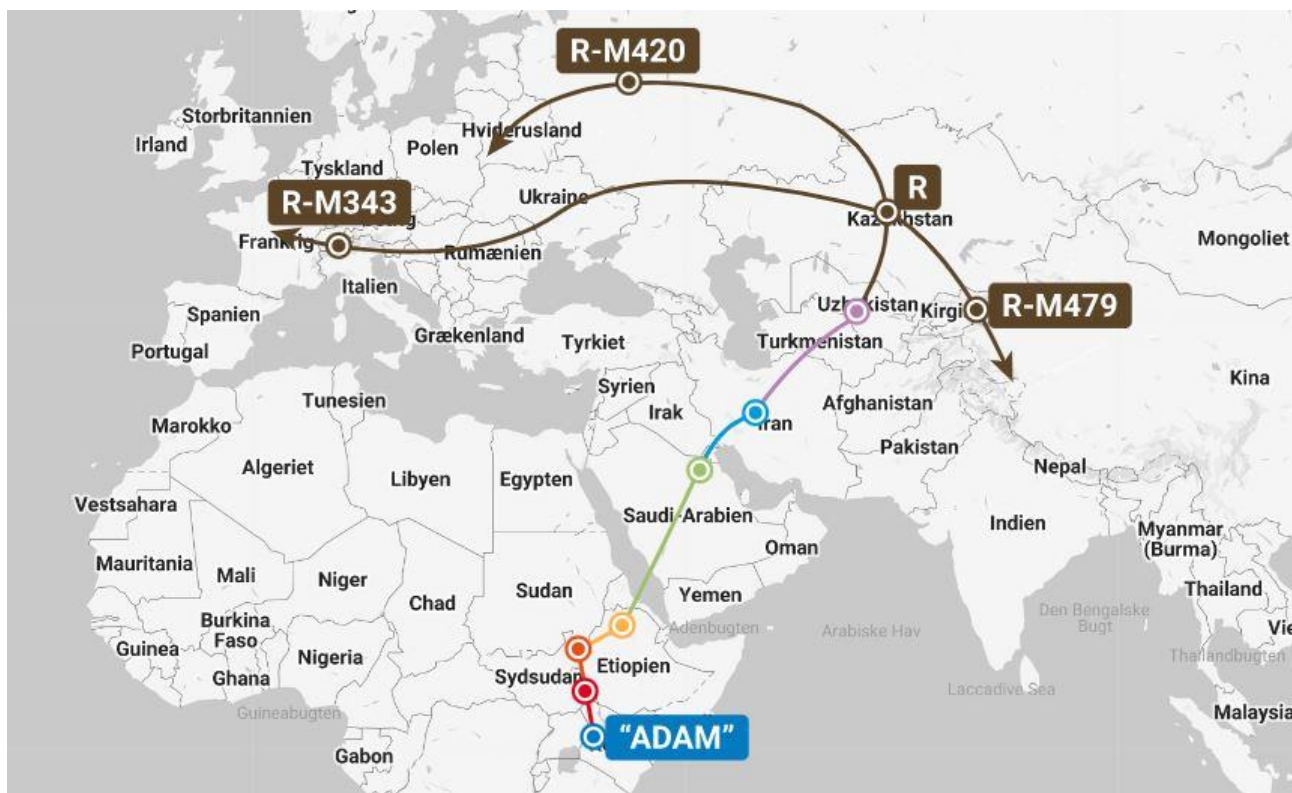 R-M420
Storbritannien
Hviderusland
Irland
Polen
Tyskland
R
R-M343
Ukraine
Kasakhstan
Frankrig
Mongoliet
Rumænien
Italien
R-M479
Uzbekistan
Spanien
Grækenland
Turkmenistan
Tyrkiet
Portugal
Kina
Syrien
Tunesien
Afghanistan
Irak
Iran
Marokko
Pakistan
Algeriet
Libyen
Egypten
Nepal
Vestsahara
Saudi-Arabien
Indien
Myanmar
(Burma)
Oman
Mauritania
Mali
Niger
Sudan
Yemen
Thailand
Chad
Den Bengalske
Bugt
Burkina
Faso
Adenbugten
Arabiske Hav
Guinea
Nigeria
Etiopien
Thailandbugten
Ghana
Sydsudan
Laccadive Sea
Guineabugten
Malaysia
"ADAM"
Gabon